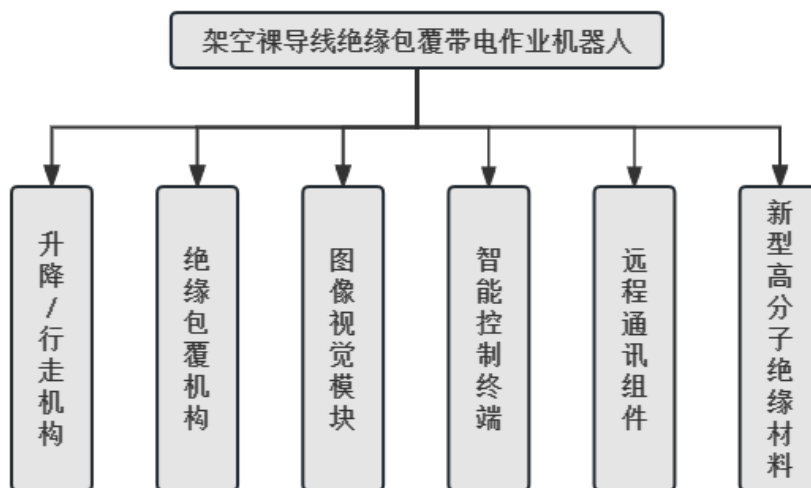 架空裸导线绝缘包覆带电作业机器人
升降/行走机构
绝缘包覆机构
图像视觉模块
智能控制终端
远程通讯组件
新型高分子绝缘材料